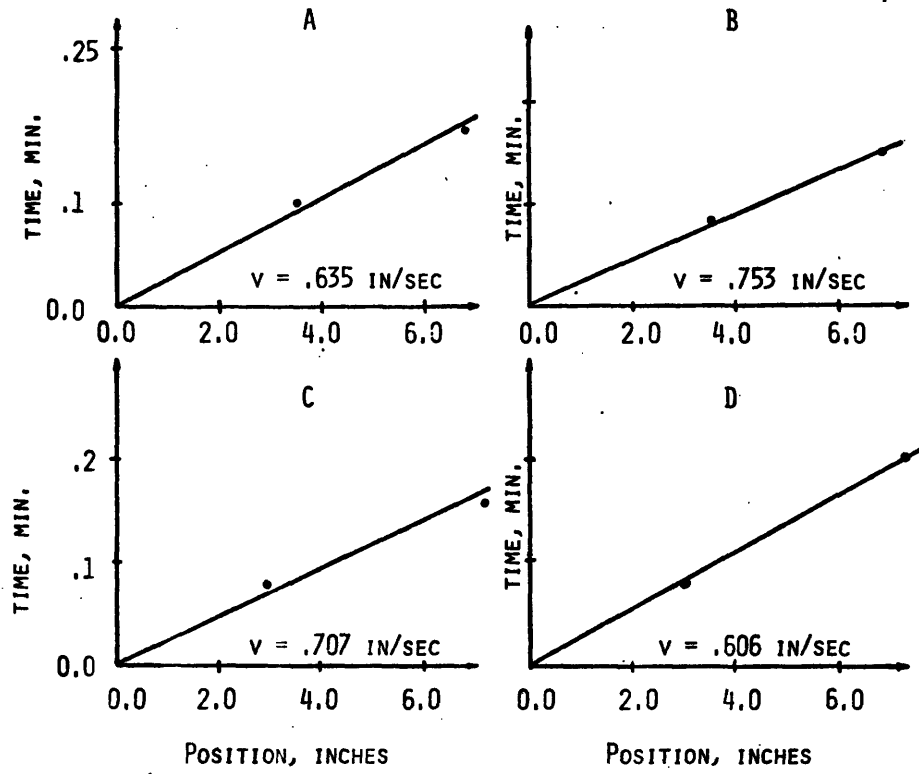 A
.25
.1
0.0
TIME, MIN.
V = .635 IN/SEC
0.0 2.0 4.0 6.0
B
TIME, MIN.
V = .753 IN/SEC
0.0 2.0 4.0 6.0
C
.2
.1
0.0
TIME, MIN.
V = .707 IN/SEC
0.0 2.0 4.0 6.0
POSITION, INCHES
D
TIME, MIN.
V = .606 IN/SEC
0.0 2.0 4.0 6.0
POSITION, INCHES